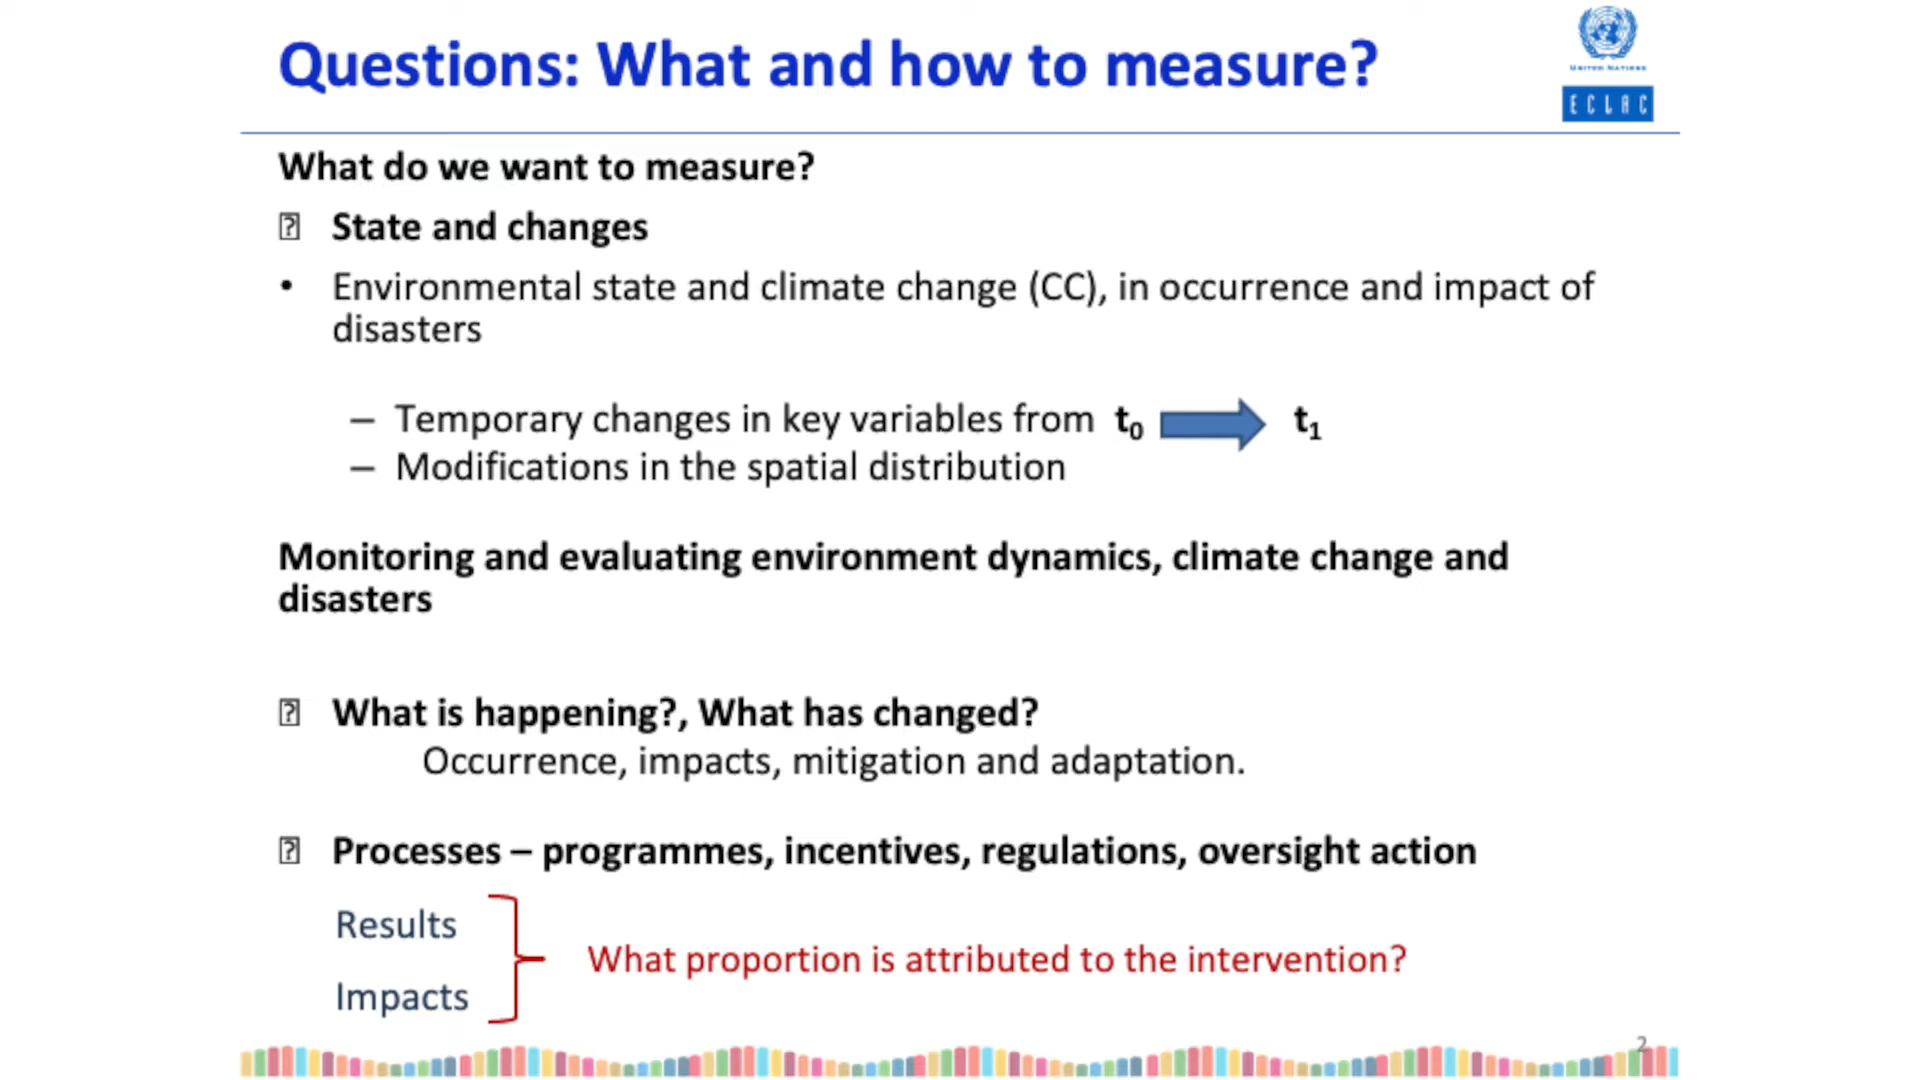 Questions: What and how to measure?
UNITED NATIONS
ECLAC
What do we want to measure?
State and changes
• Environmental state and climate change (CC), in occurrence and impact of
disasters
– Temporary changes in key variables from t0 t1
– Modifications in the spatial distribution
Monitoring and evaluating environment dynamics, climate change and
disasters
What is happening?, What has changed?
Occurrence, impacts, mitigation and adaptation.
Processes – programmes, incentives, regulations, oversight action
Results
What proportion is attributed to the intervention?
Impacts
2